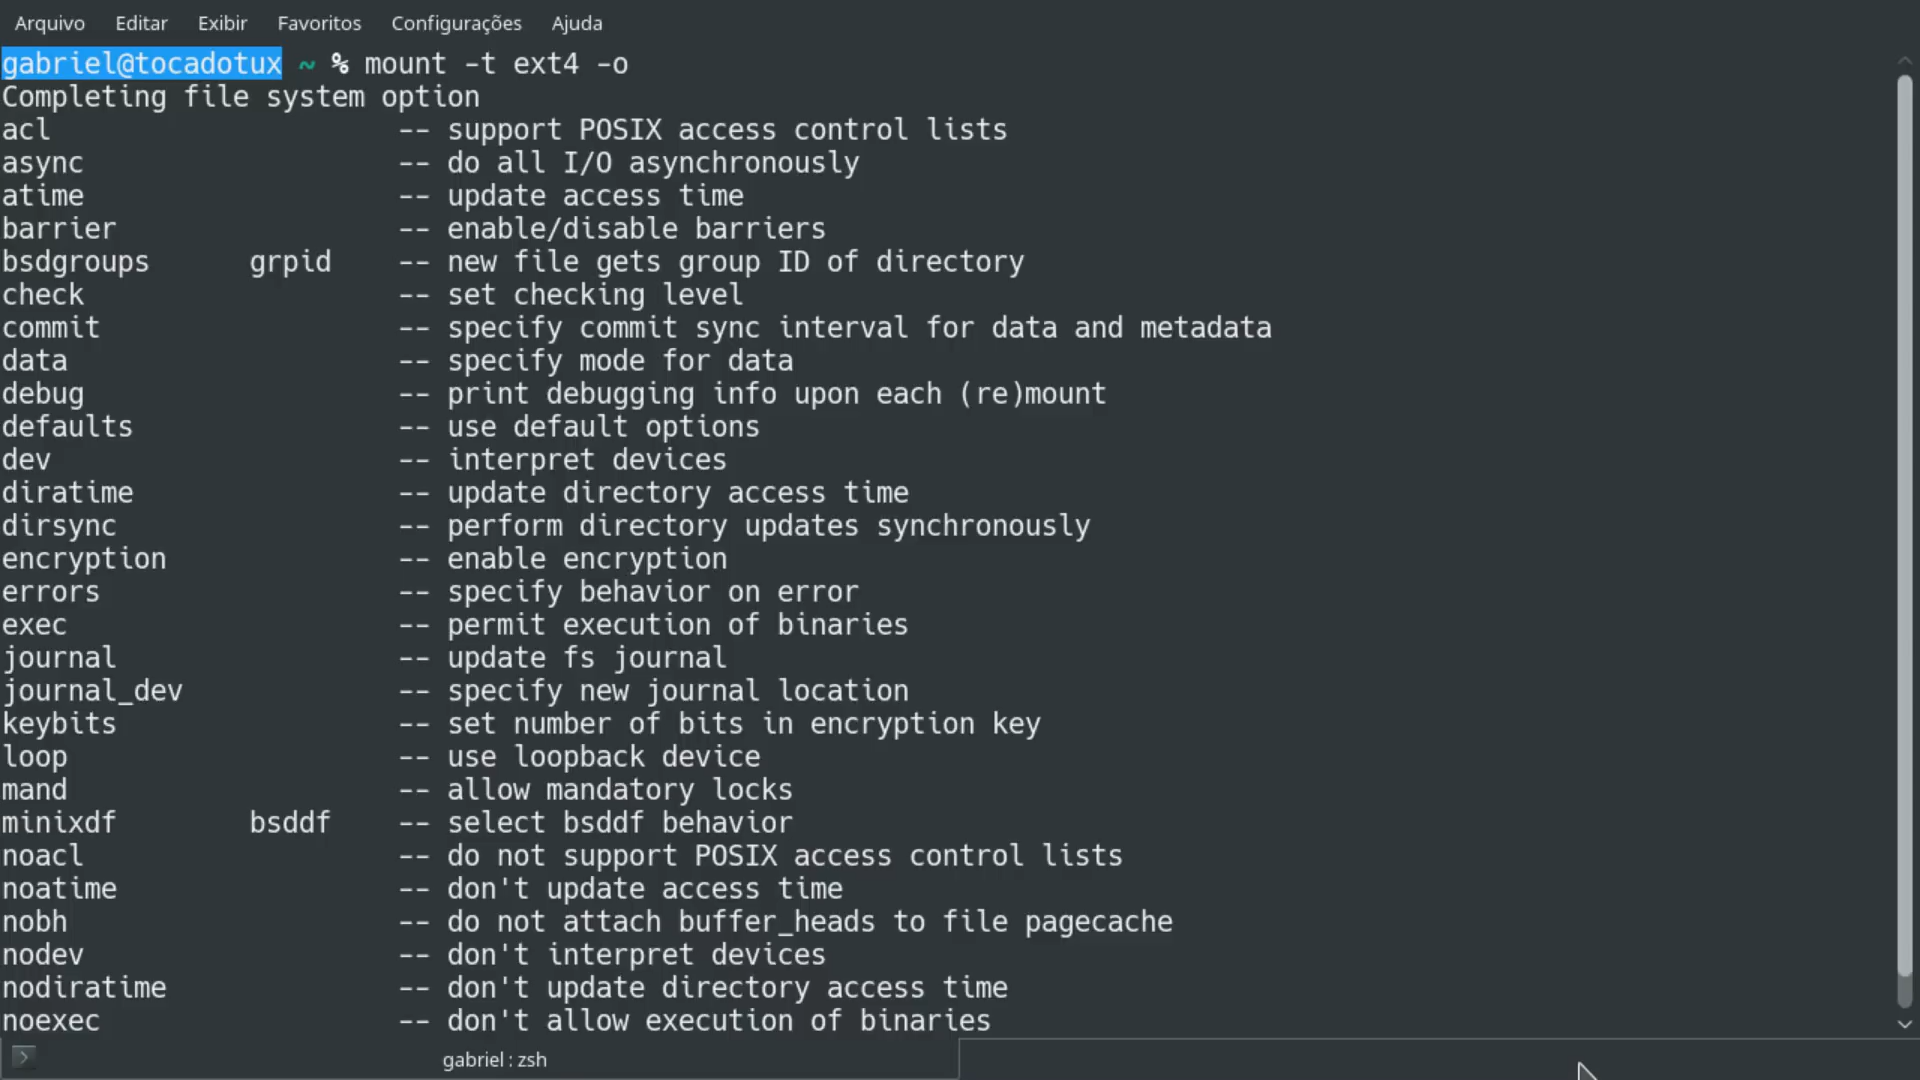 Arquivo Editar Exibir Favoritos Configurações Ajuda
gabriel@tocadotux ~ % mount -t ext4 -o
Completing file system option
acl -- support POSIX access control lists
async -- do all I/O asynchronously
atime -- update access time
barrier -- enable/disable barriers
bsdgroups grpid -- new file gets group ID of directory
check -- set checking level
commit -- specify commit sync interval for data and metadata
data -- specify mode for data
debug -- print debugging info upon each (re)mount
defaults -- use default options
dev -- interpret devices
diratime -- update directory access time
dirsync -- perform directory updates synchronously
encryption -- enable encryption
errors -- specify behavior on error
exec -- permit execution of binaries
journal -- update fs journal
journal_dev -- specify new journal location
keybits -- set number of bits in encryption key
loop -- use loopback device
mand -- allow mandatory locks
minixdf bsddf -- select bsddf behavior
noacl -- do not support POSIX access control lists
noatime -- don't update access time
nobh -- do not attach buffer_heads to file pagecache
nodev -- don't interpret devices
nodiratime -- don't update directory access time
noexec -- don't allow execution of binaries
gabriel : zsh